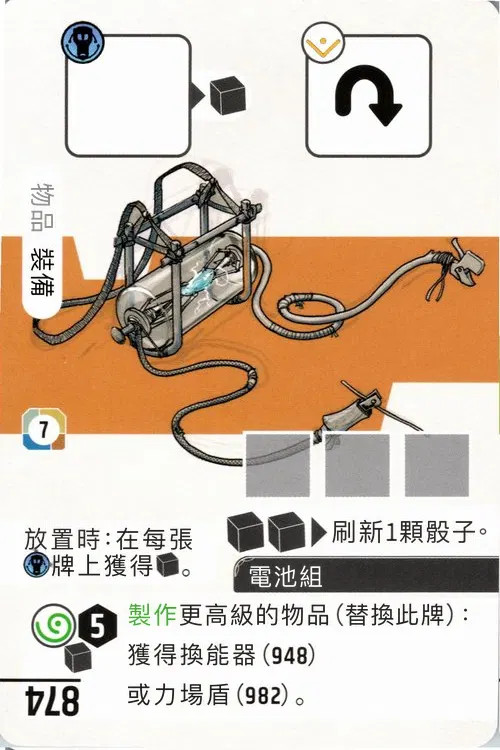 物品 裝備
7
放置時:在每張
牌上獲得。
刷新1顆骰子。
電池組
5
製作更高級的物品(替換此牌):
獲得換能器(948)
或力場盾(982)。
874